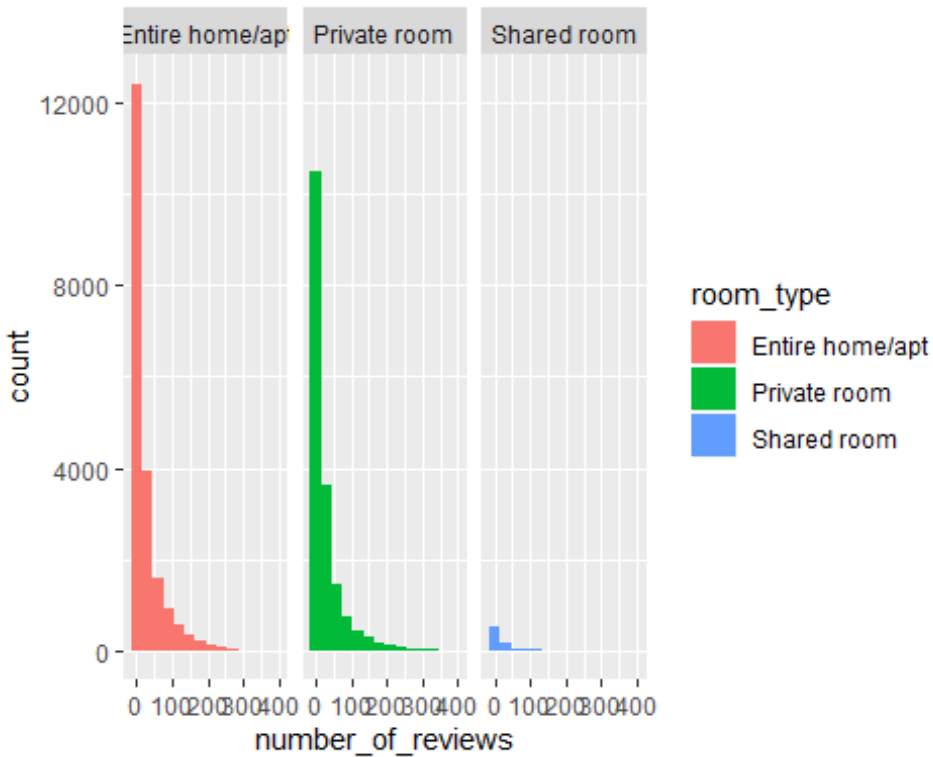 Entire home/apt Private room Shared room
12000
8000
4000
0
count
0 100 200 300 400 0 100 200 300 400 0 100 200 300 400
number_of_reviews
room_type
Entire home/apt
Private room
Shared room